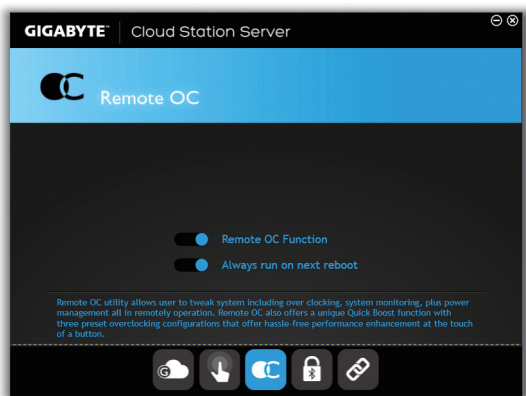 GIGABYTE™ Cloud Station Server
Remote OC
Remote OC Function
Always run on next reboot
Remote OC utility allows user to tweak system including over clocking, system monitoring, plus power
management all in remotely operation. Remote OC also offers a unique Quick Boost function with
three preset overclocking configurations that offer hassle-free performance enhancement at the touch
of a button.
G